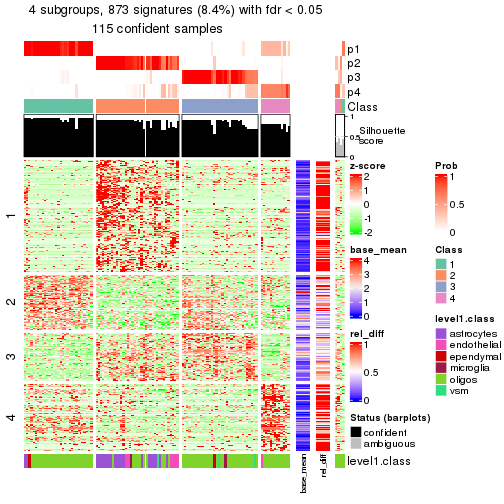 4 subgroups, 873 signatures (8.4%) with fdr < 0.05
115 confident samples
p1
p2
p3
p4
Class
1
0.5
0
Silhouette
score
1
2
3
4
z-score
2
1
0
-1
-2
base_mean
4
3
2
1
0
rel_diff
1
0.5
0
Status (barplots)
confident
ambiguous
Prob
1
0.5
0
Class
1
2
3
4
level1.class
astrocytes
endothelial
ependymal
microglia
oligos
vsm
base_mean
rel_diff
level1.class